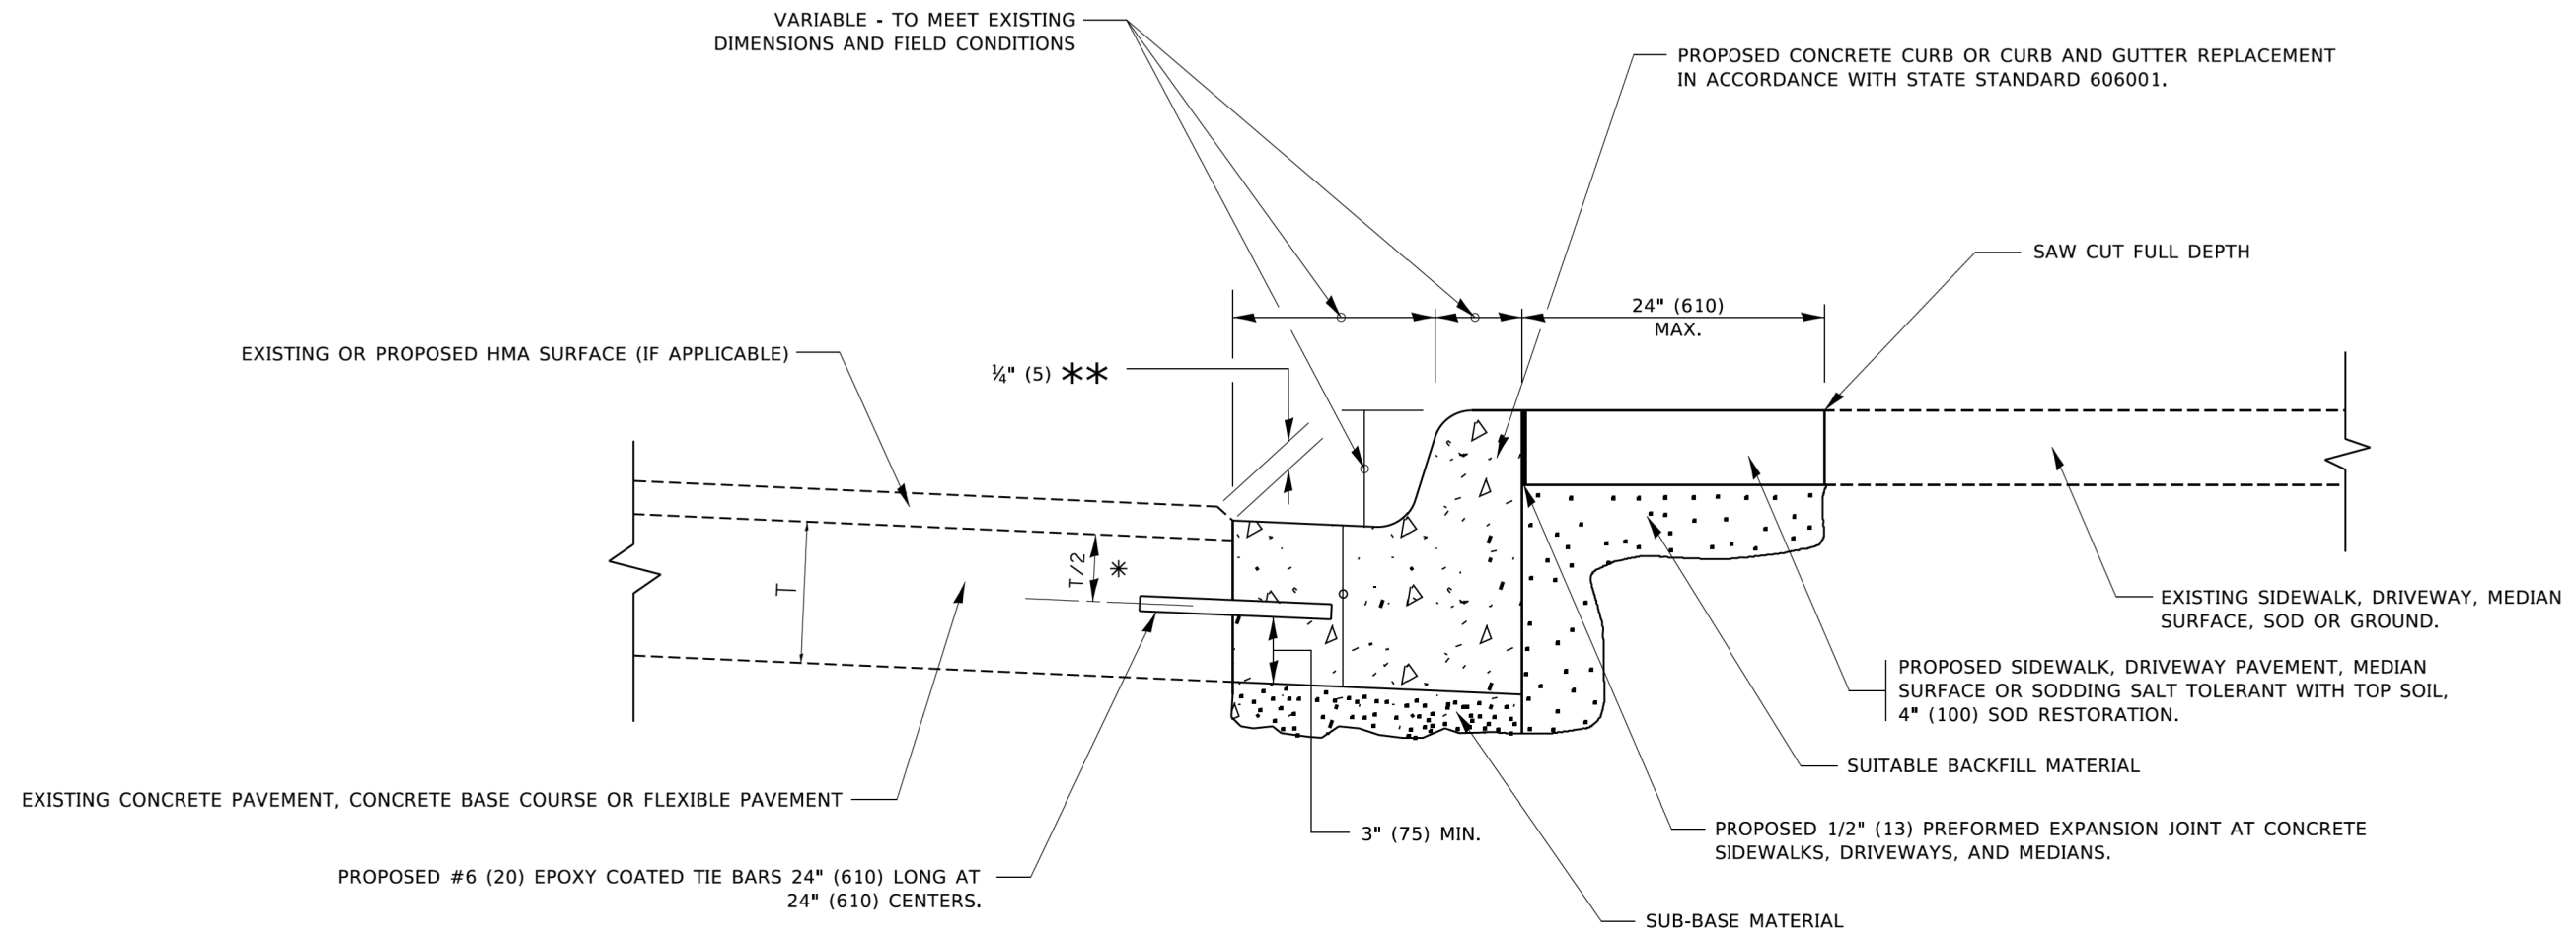 VARIABLE - TO MEET EXISTING
DIMENSIONS AND FIELD CONDITIONS
PROPOSED CONCRETE CURB OR CURB AND GUTTER REPLACEMENT
IN ACCORDANCE WITH STATE STANDARD 606001.
SAW CUT FULL DEPTH
24" (610)
MAX.
EXISTING OR PROPOSED HMA SURFACE (IF APPLICABLE)
¼" (5) **
T
T/2
*
EXISTING SIDEWALK, DRIVEWAY, MEDIAN
SURFACE, SOD OR GROUND.
PROPOSED SIDEWALK, DRIVEWAY PAVEMENT, MEDIAN
SURFACE OR SODDING SALT TOLERANT WITH TOP SOIL,
4" (100) SOD RESTORATION.
SUITABLE BACKFILL MATERIAL
EXISTING CONCRETE PAVEMENT, CONCRETE BASE COURSE OR FLEXIBLE PAVEMENT
3" (75) MIN.
PROPOSED 1/2" (13) PREFORMED EXPANSION JOINT AT CONCRETE
SIDEWALKS, DRIVEWAYS, AND MEDIANS.
PROPOSED #6 (20) EPOXY COATED TIE BARS 24" (610) LONG AT
24" (610) CENTERS.
SUB-BASE MATERIAL